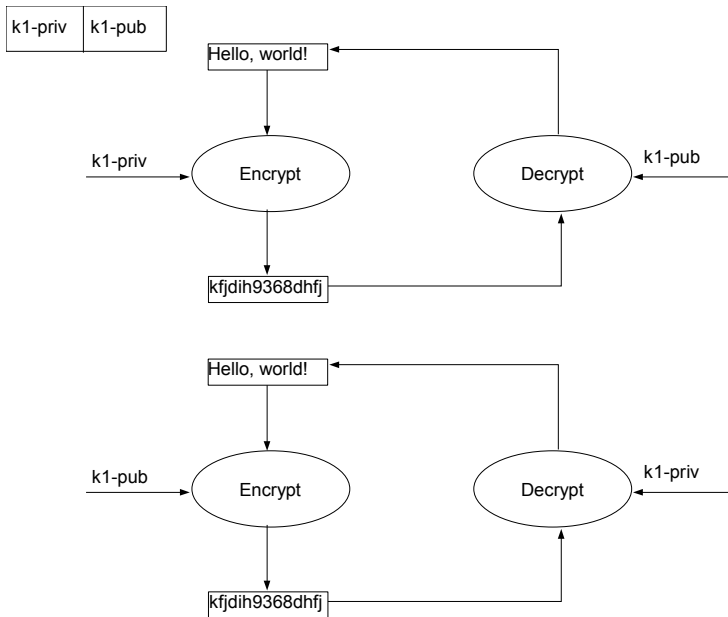 k1-priv k1-pub
Hello, world!
k1-priv
Encrypt
Decrypt
k1-pub
kfjdih9368dhfj
Hello, world!
k1-pub
Encrypt
Decrypt
k1-priv
kfjdih9368dhfj